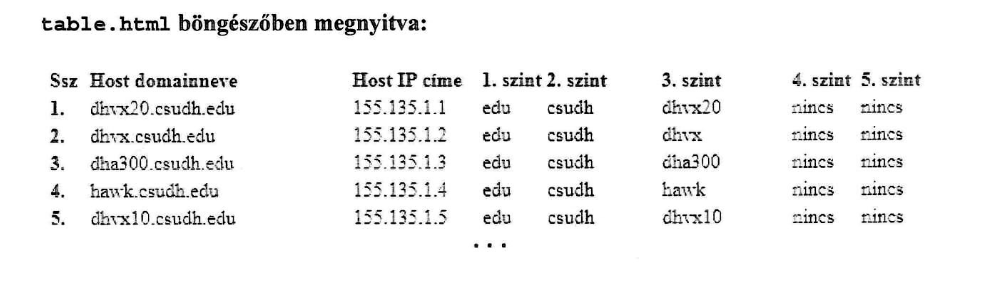 table.html böngészőben megnyitva:
Ssz Host domainneve Host IP címe 1. szint 2. szint 3. szint 4. szint 5. szint
1. dhvx20.csudh.edu 155.135.1.1 edu csudh dhvx20 nincs nincs
2. dhvx.csudh.edu 155.135.1.2 edu csudh dhvx nincs nincs
3. dha300.csudh.edu 155.135.1.3 edu csudh dha300 nincs nincs
4. hawk.csudh.edu 155.135.1.4 edu csudh hawk nincs nincs
5. dhvx10.csudh.edu 155.135.1.5 edu csudh dhvx10 nincs nincs
...